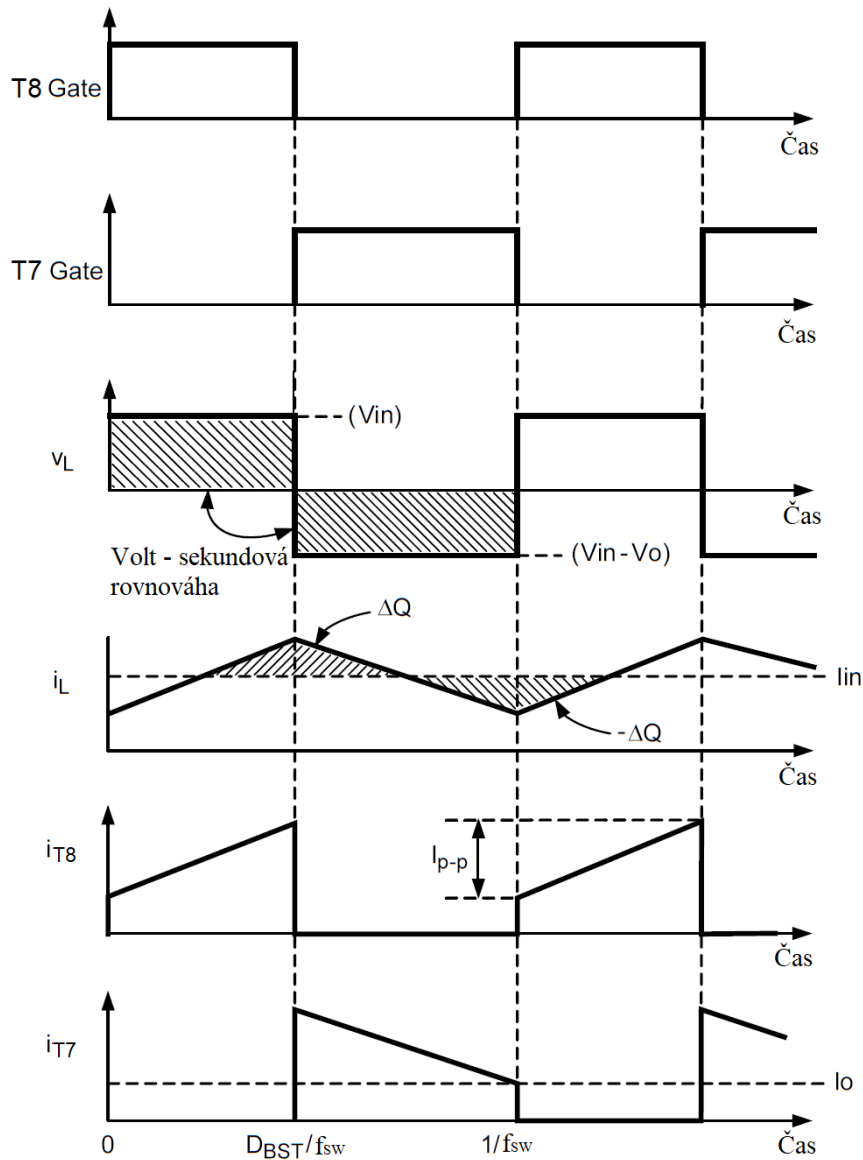 T8 Gate
Čas
T7 Gate
Čas
(Vin)
vL
Čas
Volt - sekundová
rovnováha
(Vin - Vo)
ΔQ
iL
Iin
-ΔQ
Čas
iT8
Ip-p
Čas
iT7
Io
Čas
0
DBST/fsw
1/fsw